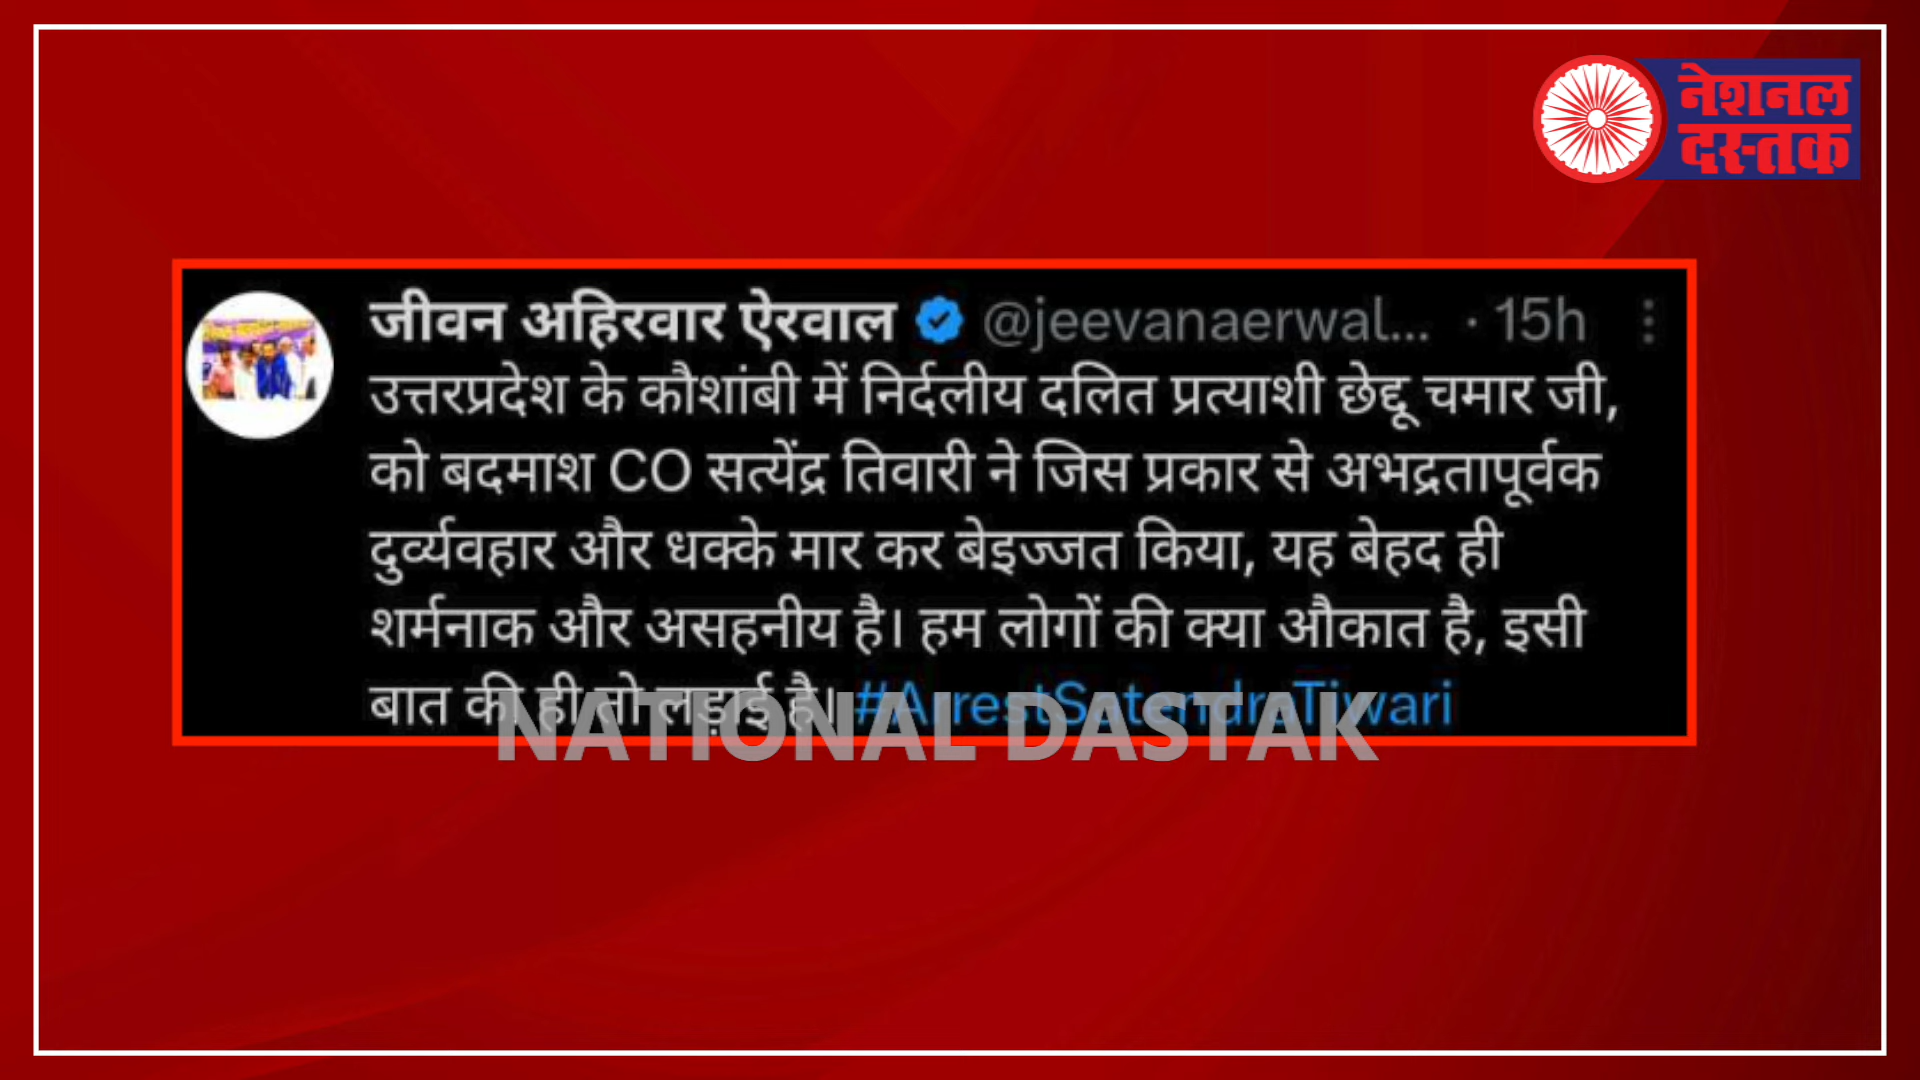 नेशनल
दस्तक
जीवन अहिरवार ऐरवाल @jeevanaerwal... · 15h
उत्तरप्रदेश के कौशांबी में निर्दलीय दलित प्रत्याशी छेद्दू चमार जी,
को बदमाश CO सत्येंद्र तिवारी ने जिस प्रकार से अभद्रतापूर्वक
दुर्व्यवहार और धक्के मार कर बेइज्जत किया, यह बेहद ही
शर्मनाक और असहनीय है। हम लोगों की क्या औकात है, इसी
बात की ही तो लड़ाई है। #ArrestSatendraTiwari
NATIONAL DASTAK